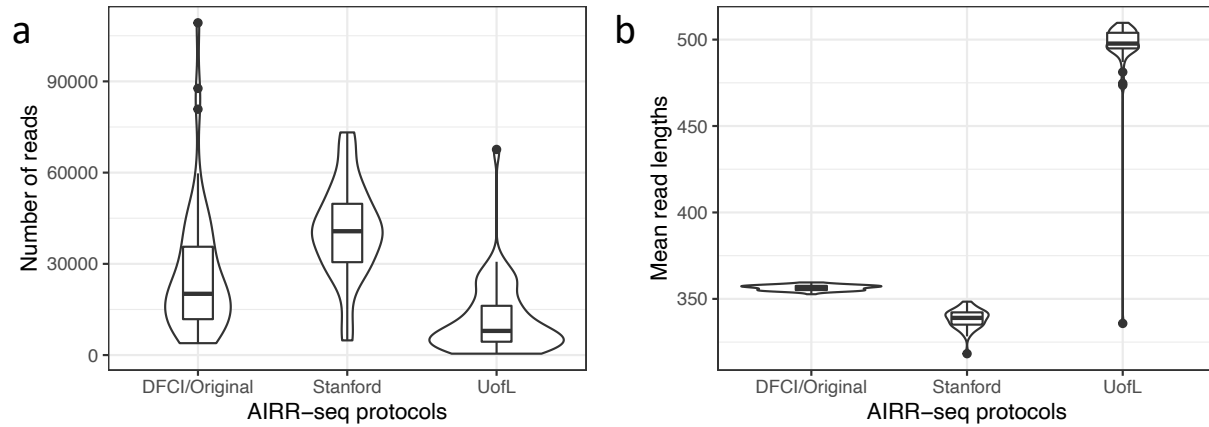 a
Number of reads
90000
60000
30000
0
DFCI/Original Stanford UofL
AIRR−seq protocols
b
Mean read lengths
500
450
400
350
DFCI/Original Stanford UofL
AIRR−seq protocols